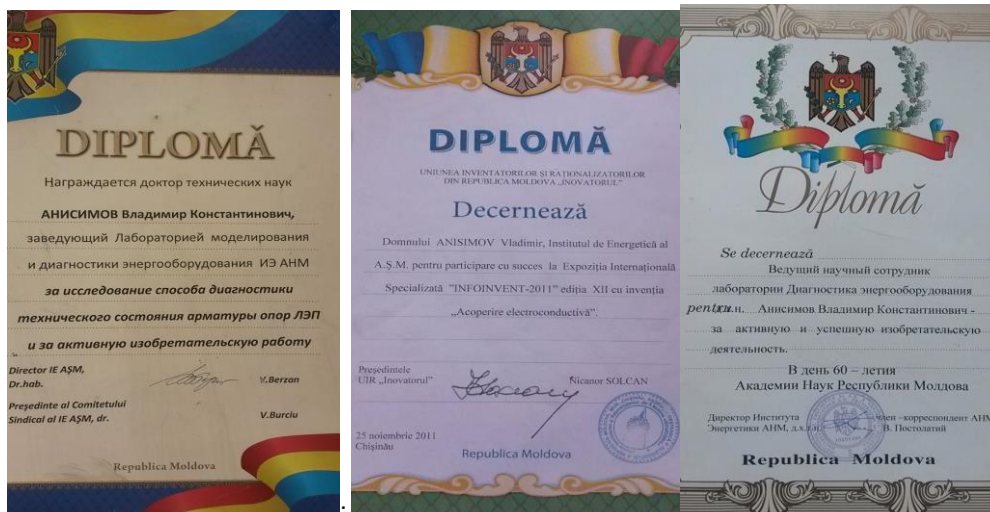 DIPLOMĂ
Награждается доктор технических наук
АНИСИМОВ Владимир Константинович,
заведующий Лабораторией моделирования
и диагностики энергооборудования ИЭ АНМ
за исследование способа диагностики
технического состояния арматуры опор ЛЭП
и за активную изобретательскую работу
Director IE AŞM,
Dr.hab.
V.Berzan
Preşedinte al Comitetului
Sindical al IE AŞM, dr.
V.Burciu
Republica Moldova
DIPLOMĂ
UNIUNEA INVENTATORILOR ŞI RAŢIONALIZATORILOR
DIN REPUBLICA MOLDOVA „INOVATORUL"
Decernează
Domnului ANISIMOV Vladimir, Institutul de Energetică al
A.Ş.M. pentru participare cu succes la Expoziţia Internaţională
Specializată "INFOINVENT-2011" ediţia XII cu invenţia
„Acoperire electroconductivă".
Preşedintele
UIR „Inovatorul"
Nicanor SOLCAN
25 noiembrie 2011
Chişinău
Republica Moldova
Diplomă
Se decernează
Ведущий научный сотрудник
лаборатории Диагностика энергооборудования
pentru
Анисимов Владимир Константинович -
за активную и успешную изобретательскую
деятельность.
В день 60 – летия
Академии Наук Республики Молдова
Директор Института
член –корреспондент АНМ
Энергетики АНМ,
В. Постолатий
Republica Moldova